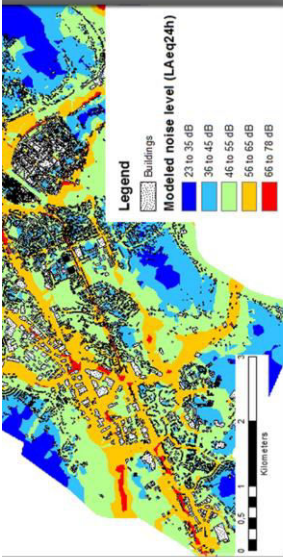 Legend
Buildings
Modeled noise level (LAeq24h)
23 to 35 dB
36 to 45 dB
46 to 55 dB
56 to 65 dB
66 to 78 dB
0 0.5 1 2 3
Kilometers